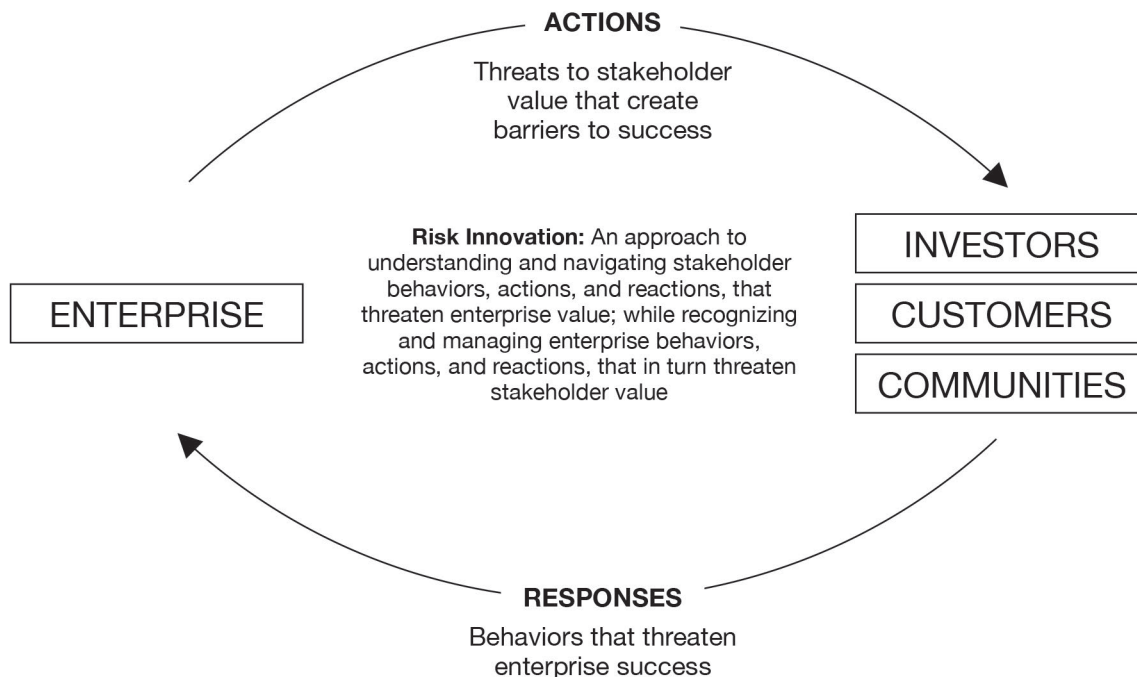 ACTIONS
Threats to stakeholder
value that create
barriers to success
ENTERPRISE
Risk Innovation: An approach to
understanding and navigating stakeholder
behaviors, actions, and reactions, that
threaten enterprise value; while recognizing
and managing enterprise behaviors,
actions, and reactions, that in turn threaten
stakeholder value
INVESTORS
CUSTOMERS
COMMUNITIES
RESPONSES
Behaviors that threaten
enterprise success